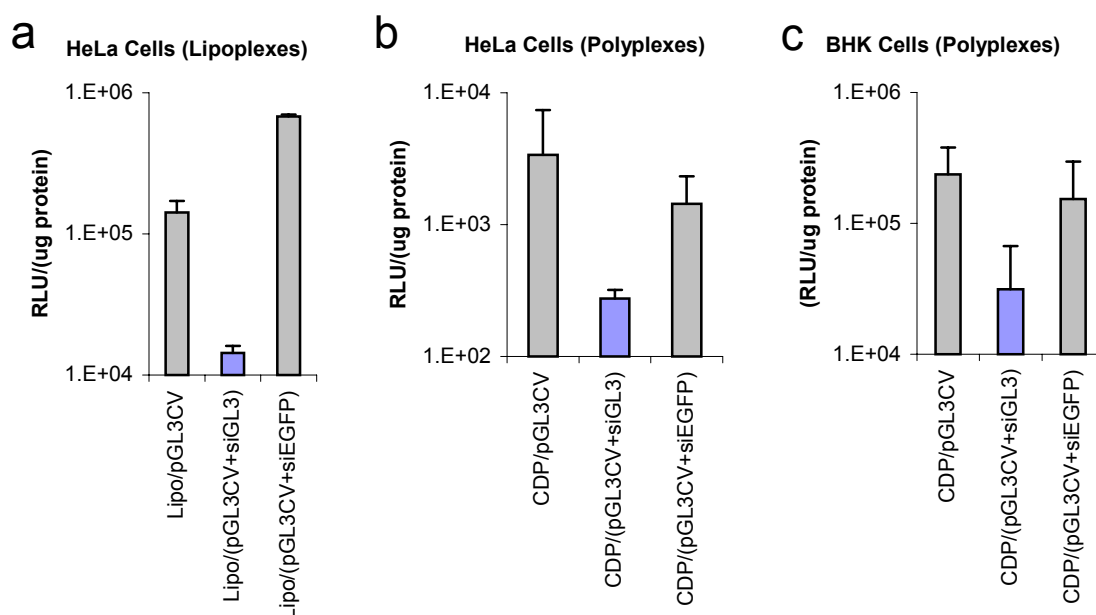 a
HeLa Cells (Lipoplexes)
1.E+06
1.E+05
1.E+04
RLU/(ug protein)
Lipo/pGL3CV
Lipo/(pGL3CV+siGL3)
Lipo/(pGL3CV+siEGFP)
b
HeLa Cells (Polyplexes)
1.E+04
1.E+03
1.E+02
RLU/(ug protein)
CDP/pGL3CV
CDP/(pGL3CV+siGL3)
CDP/(pGL3CV+siEGFP)
c
BHK Cells (Polyplexes)
1.E+06
1.E+05
1.E+04
(RLU/ug protein)
CDP/pGL3CV
CDP/(pGL3CV+siGL3)
CDP/(pGL3CV+siEGFP)